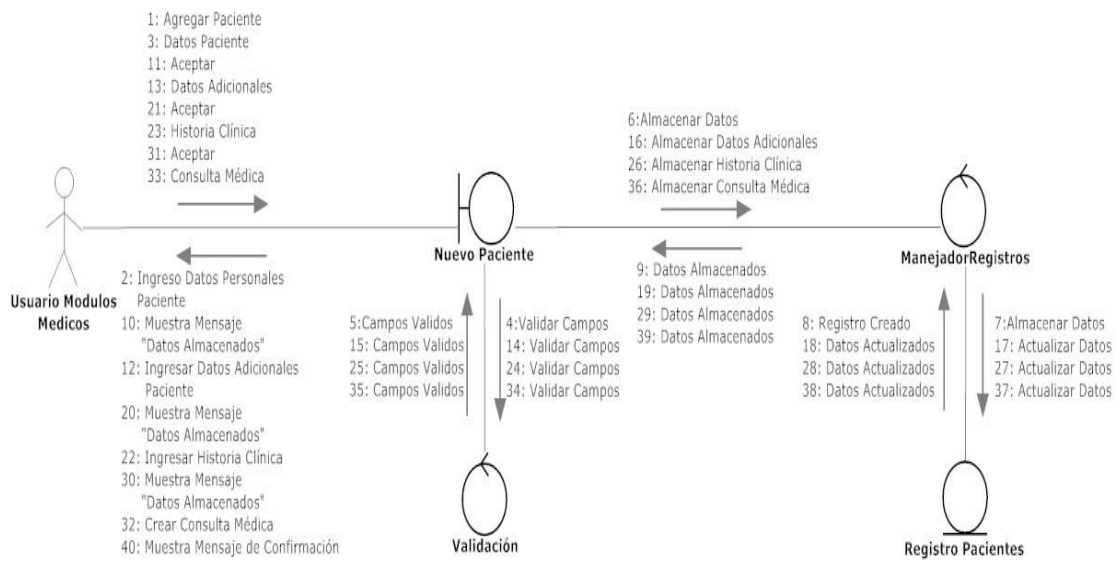 1: Agregar Paciente
3: Datos Paciente
11: Aceptar
13: Datos Adicionales
21: Aceptar
23: Historia Clínica
31: Aceptar
33: Consulta Médica
6:Almacenar Datos
16: Almacenar Datos Adicionales
26: Almacenar Historia Clínica
36: Almacenar Consulta Médica
Usuario Modulos
Medicos
Nuevo Paciente
ManejadorRegistros
2: Ingreso Datos Personales
Paciente
10: Muestra Mensaje
"Datos Almacenados"
12: Ingresar Datos Adicionales
Paciente
20: Muestra Mensaje
"Datos Almacenados"
22: Ingresar Historia Clínica
30: Muestra Mensaje
"Datos Almacenados"
32: Crear Consulta Médica
40: Muestra Mensaje de Confirmación
5:Campos Validos
15: Campos Validos
25: Campos Validos
35: Campos Validos
4:Validar Campos
14: Validar Campos
24: Validar Campos
34: Validar Campos
9: Datos Almacenados
19: Datos Almacenados
29: Datos Almacenados
39: Datos Almacenados
8: Registro Creado
18: Datos Actualizados
28: Datos Actualizados
38: Datos Actualizados
7:Almacenar Datos
17: Actualizar Datos
27: Actualizar Datos
37: Actualizar Datos
Validación
Registro Pacientes